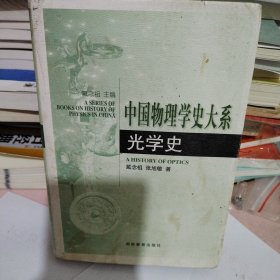 戴念祖 主编
A SERIES OF
BOOKS ON HISTORY OF
PHYSICS IN CHINA
中国物理学史大系
光学史
A HISTORY OF OPTICS
戴念祖 张旭敏 著
湖南教育出版社